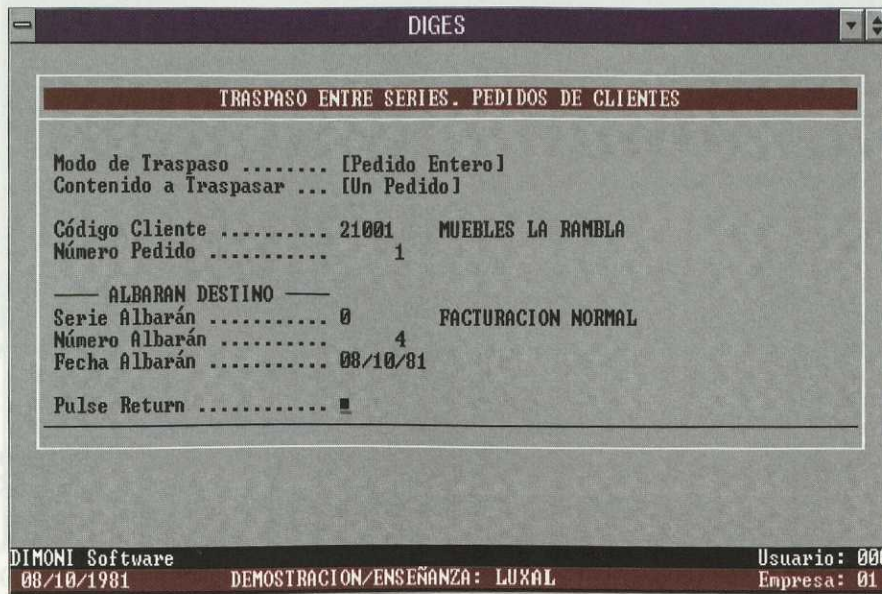 DIGES
TRASPASO ENTRE SERIES. PEDIDOS DE CLIENTES
Modo de Traspaso ........ [Pedido Entero]
Contenido a Traspasar ... [Un Pedido]
Código Cliente .......... 21001 MUEBLES LA RAMBLA
Número Pedido ........... 1
ALBARAN DESTINO
Serie Albarán ........... 0 FACTURACION NORMAL
Número Albarán .......... 4
Fecha Albarán ........... 08/10/81
Pulse Return ............
DIMONI Software Usuario: 000
08/10/1981 DEMOSTRACION/ENSEÑANZA: LUXAL Empresa: 01